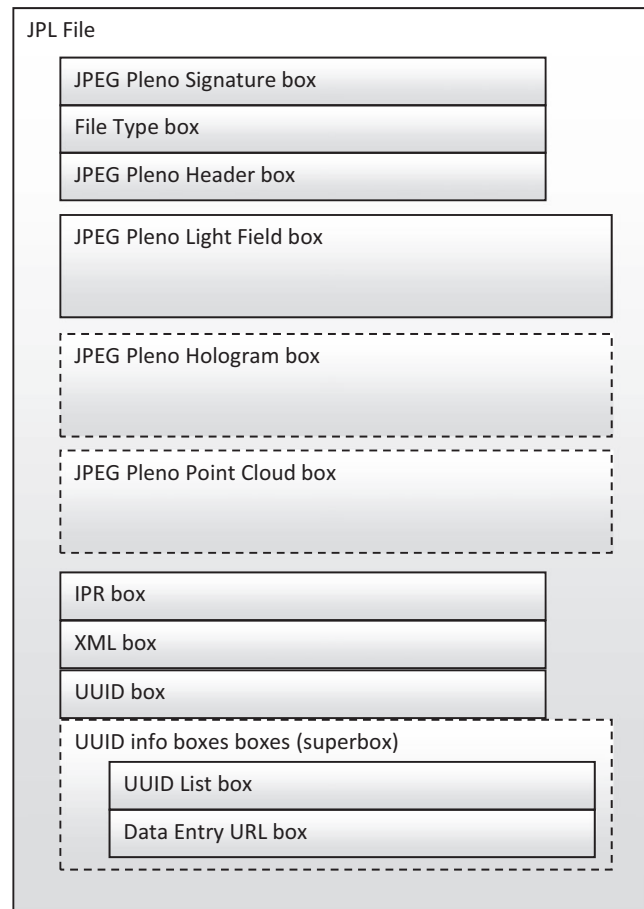 JPL File
JPEG Pleno Signature box
File Type box
JPEG Pleno Header box
JPEG Pleno Light Field box
JPEG Pleno Hologram box
JPEG Pleno Point Cloud box
IPR box
XML box
UUID box
UUID info boxes boxes (superbox)
UUID List box
Data Entry URL box